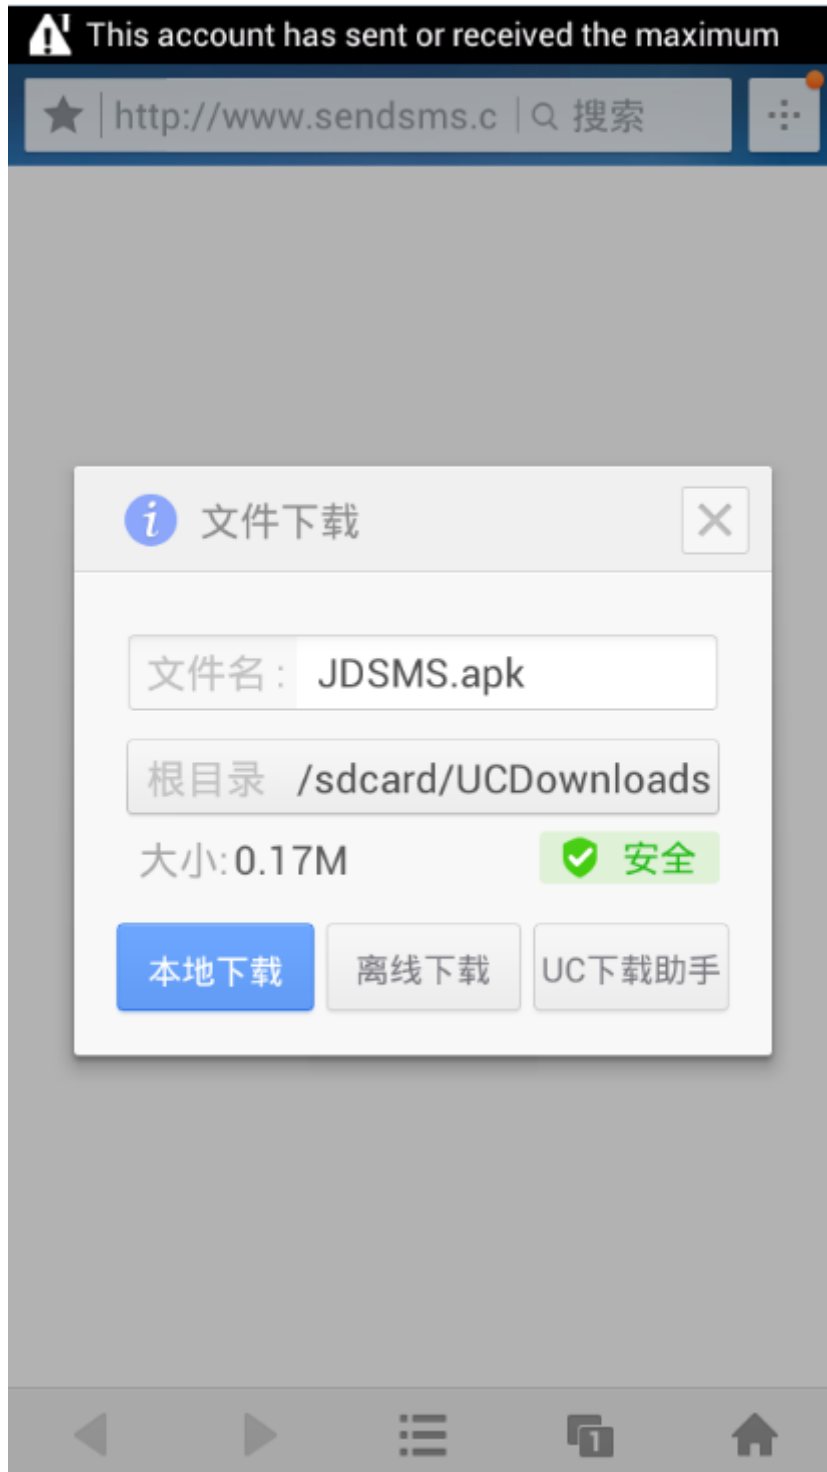 This account has sent or received the maximum
http://www.sendsms.c 搜索
文件下载
文件名: JDSMS.apk
根目录 /sdcard/UCDownloads
大小:0.17M 安全
本地下载 离线下载 UC下载助手
1